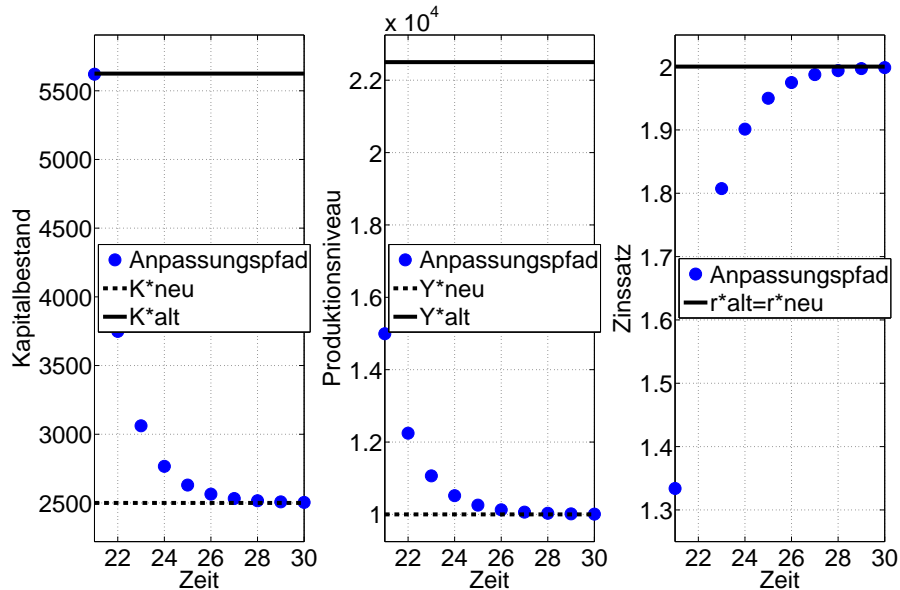 Kapitalbestand
5500
5000
4500
4000
3500
3000
2500
22 24 26 28 30
Zeit
Anpassungspfad
K*neu
K*alt
x 10^4
Produktionsniveau
2.2
2
1.8
1.6
1.4
1.2
1
22 24 26 28 30
Zeit
Anpassungspfad
Y*neu
Y*alt
Zinssatz
2
1.9
1.8
1.7
1.6
1.5
1.4
1.3
22 24 26 28 30
Zeit
Anpassungspfad
r*alt=r*neu